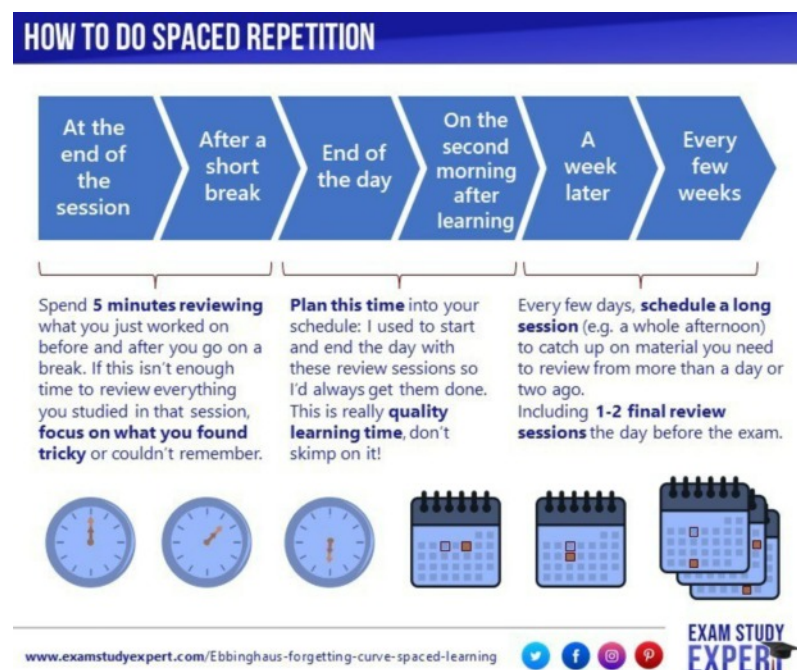 HOW TO DO SPACED REPETITION
At the
end of
the
session
After a
short
break
End of
the day
On the
second
morning
after
learning
A
week
later
Every
few
weeks
Spend 5 minutes reviewing
what you just worked on
before and after you go on a
break. If this isn't enough
time to review everything
you studied in that session,
focus on what you found
tricky or couldn't remember.
Plan this time into your
schedule: I used to start
and end the day with
these review sessions so
I'd always get them done.
This is really quality
learning time, don't
skimp on it!
Every few days, schedule a long
session (e.g. a whole afternoon)
to catch up on material you need
to review from more than a day or
two ago.
Including 1-2 final review
sessions the day before the exam.
www.examstudyexpert.com/Ebbinghaus-forgetting-curve-spaced-learning
EXAM STUDY
EXPERT